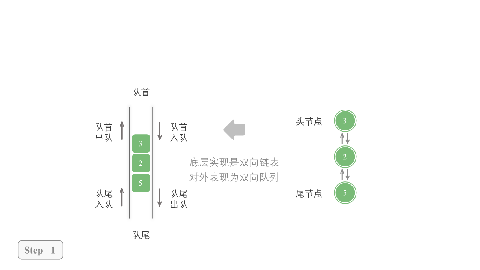 队首
队首
出队
队首
入队
3
2
5
队尾
入队
队尾
出队
队尾
底层实现是双向链表
对外表现为双向队列
头节点
3
2
尾节点
5
Step 1